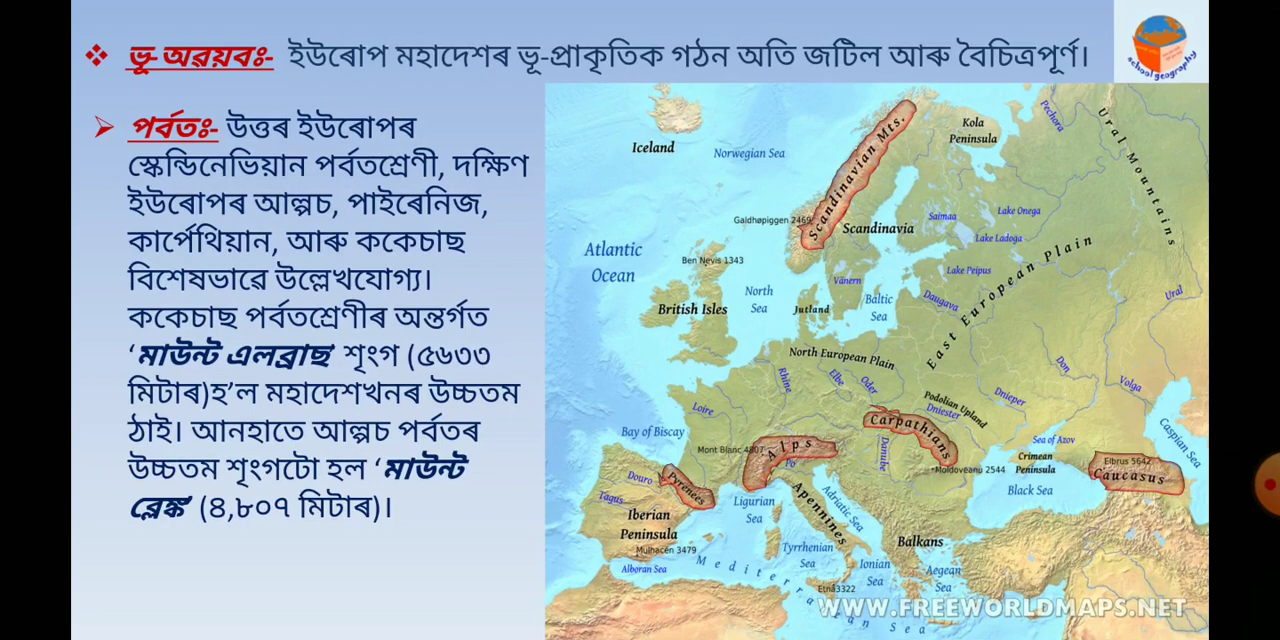 ❖ ভূ-অৱয়বঃ- ইউৰোপ মহাদেশৰ ভূ-প্ৰাকৃতিক গঠন অতি জটিল আৰু বৈচিত্ৰপূৰ্ণ।
school geography
➢ পৰ্বতঃ- উত্তৰ ইউৰোপৰ
স্কেন্ডিনেভিয়ান পৰ্বতশ্ৰেণী, দক্ষিণ
ইউৰোপৰ আল্পচ, পাইৰেনিজ,
কাৰ্পেথিয়ান, আৰু ককেচাছ
বিশেষভাৱে উল্লেখযোগ্য।
ককেচাছ পৰ্বতশ্ৰেণীৰ অন্তৰ্গত
‘মাউন্ট এলব্ৰাছ’ শৃংগ (৫৬৩৩
মিটাৰ)হ’ল মহাদেশখনৰ উচ্চতম
ঠাই। আনহাতে আল্পচ পৰ্বতৰ
উচ্চতম শৃংগটো হল ‘মাউন্ট
ব্লেঙ্ক’ (৪,৮০৭ মিটাৰ)।
Iceland
Norwegian Sea
Scandinavian Mts.
Kola
Peninsula
Pechora
Ural Mountains
Galdhøpiggen 2469
Scandinavia
Saimaa
Lake Onega
Lake Ladoga
Atlantic
Ocean
Ben Nevis 1343
Lake Peipus
Vänern
North
Sea
British Isles
Jutland
Baltic
Sea
Daugava
East European Plain
Ural
North European Plain
Rhine
Elbe
Oder
Don
Volga
Dnieper
Podolian Upland
Dniester
Loire
Bay of Biscay
Carpathians
Caspian Sea
Mont Blanc 4807
Alps
Po
Danube
Sea of Azov
Crimean
Peninsula
Moldoveanu 2544
Elbrus 5642
Caucasus
Black Sea
Pyrenees
Douro
Tagus
Ligurian
Sea
Apennines
Adriatic Sea
Iberian
Peninsula
Mulhacén 3479
Balkans
Tyrrhenian
Sea
Alboran Sea
Ionian
Sea
Aegean
Sea
Etna3322
Mediterranean Sea
WWW.FREEWORLDMAPS.NET